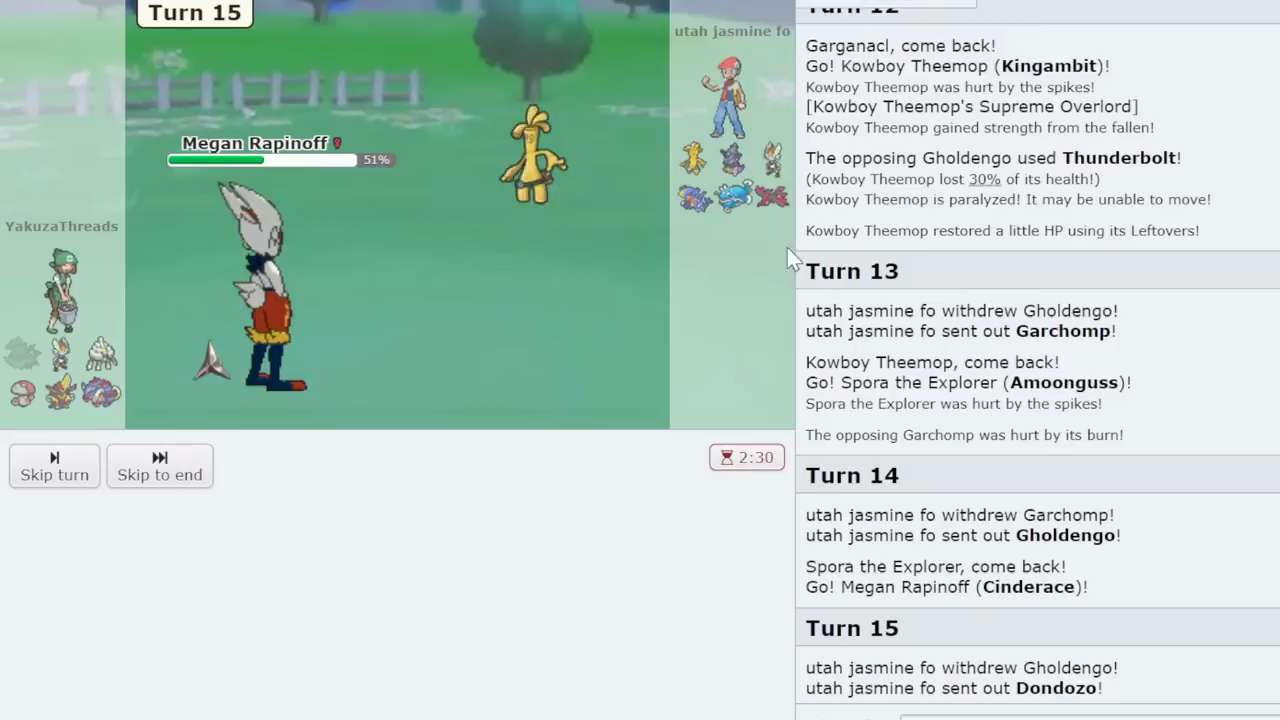 Turn 15
utah jasmine fo
Megan Rapinoff
51%
YakuzaThreads
Skip turn
Skip to end
2:30
Turn 12
Garganacl, come back!
Go! Kowboy Theemop (Kingambit)!
Kowboy Theemop was hurt by the spikes!
[Kowboy Theemop's Supreme Overlord]
Kowboy Theemop gained strength from the fallen!
The opposing Gholdengo used Thunderbolt!
(Kowboy Theemop lost 30% of its health!)
Kowboy Theemop is paralyzed! It may be unable to move!
Kowboy Theemop restored a little HP using its Leftovers!
Turn 13
utah jasmine fo withdrew Gholdengo!
utah jasmine fo sent out Garchomp!
Kowboy Theemop, come back!
Go! Spora the Explorer (Amoonguss)!
Spora the Explorer was hurt by the spikes!
The opposing Garchomp was hurt by its burn!
Turn 14
utah jasmine fo withdrew Garchomp!
utah jasmine fo sent out Gholdengo!
Spora the Explorer, come back!
Go! Megan Rapinoff (Cinderace)!
Turn 15
utah jasmine fo withdrew Gholdengo!
utah jasmine fo sent out Dondozo!